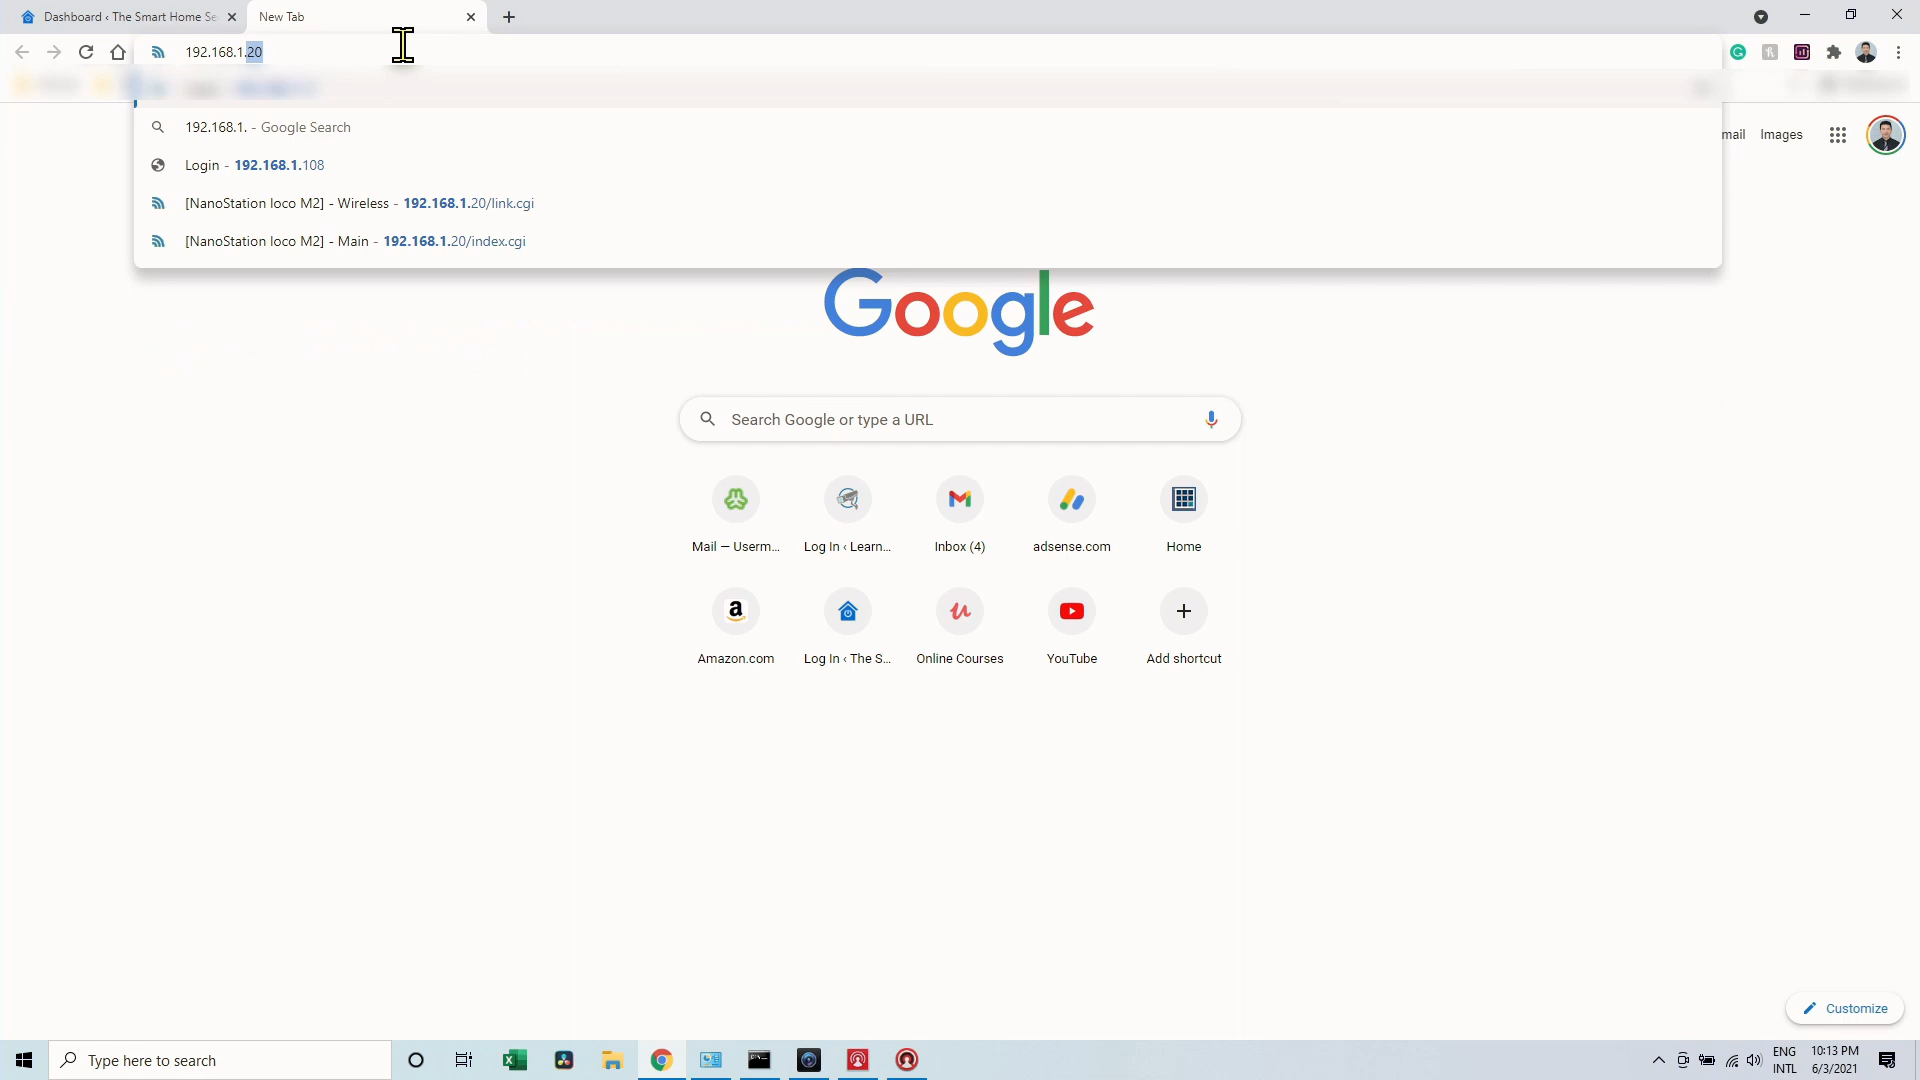 Dashboard ‹ The Smart Home Se
New Tab
192.168.1.20
192.168.1. - Google Search
Login - 192.168.1.108
[NanoStation loco M2] - Wireless - 192.168.1.20/link.cgi
[NanoStation loco M2] - Main - 192.168.1.20/index.cgi
mail Images
Google
Search Google or type a URL
Mail — Userm... Log In ‹ Learn... Inbox (4) adsense.com Home
Amazon.com Log In ‹ The S... Online Courses YouTube Add shortcut
Customize
Type here to search
ENG 10:13 PM
INTL 6/3/2021